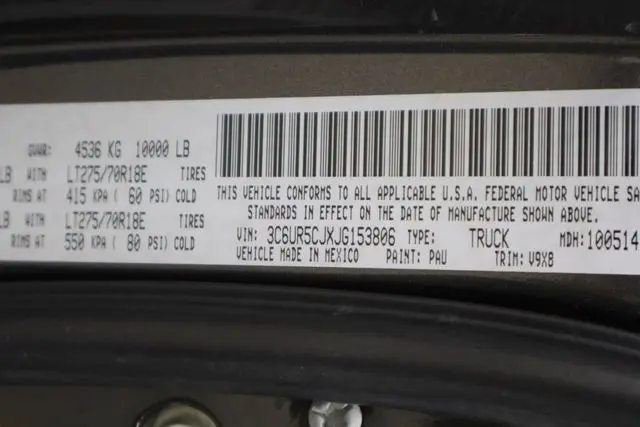 GVWR: 4536 KG 10000 LB
LB WITH LT275/70R18E TIRES
RIMS AT 415 KPA ( 60 PSI) COLD
LB WITH LT275/70R18E TIRES
RIMS AT 550 KPA ( 80 PSI) COLD
THIS VEHICLE CONFORMS TO ALL APPLICABLE U.S.A. FEDERAL MOTOR VEHICLE SA
STANDARDS IN EFFECT ON THE DATE OF MANUFACTURE SHOWN ABOVE.
VIN: 3C6UR5CJXJG153806 TYPE: TRUCK MDH: 100514
VEHICLE MADE IN MEXICO PAINT: PAU TRIM: V9X8